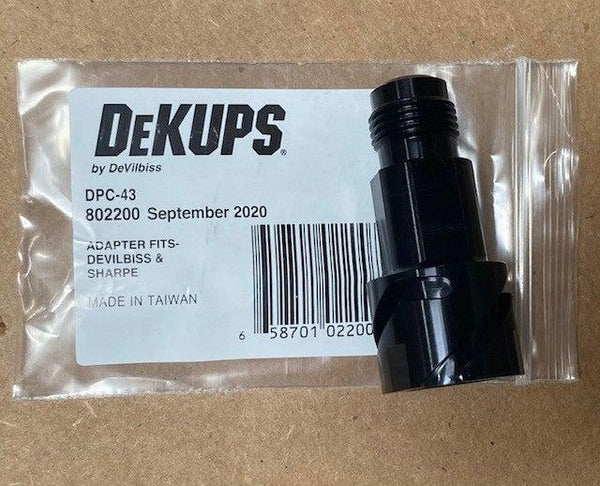 DeKUPS®
by DeVilbiss
DPC-43
802200 September 2020
ADAPTER FITS-
DEVILBISS &
SHARPE
MADE IN TAIWAN
6 58701 02200